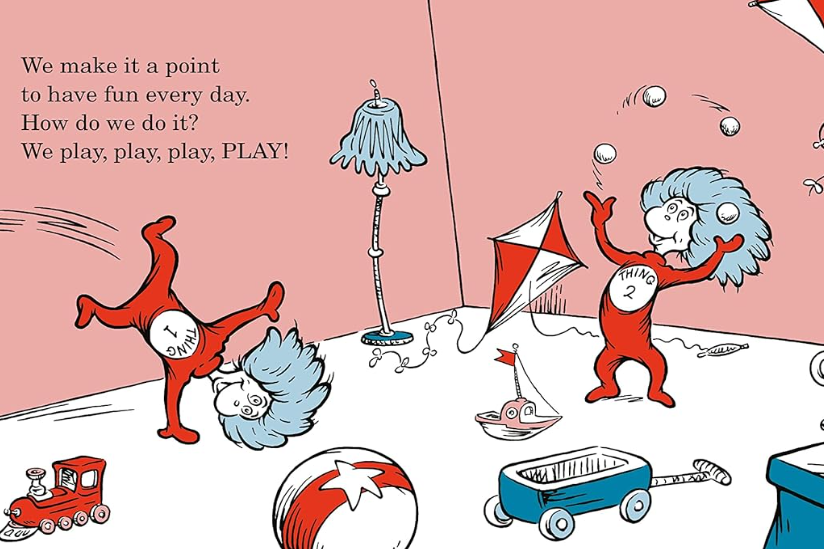 We make it a point
to have fun every day.
How do we do it?
We play, play, play, PLAY!
THING
1
THING
2